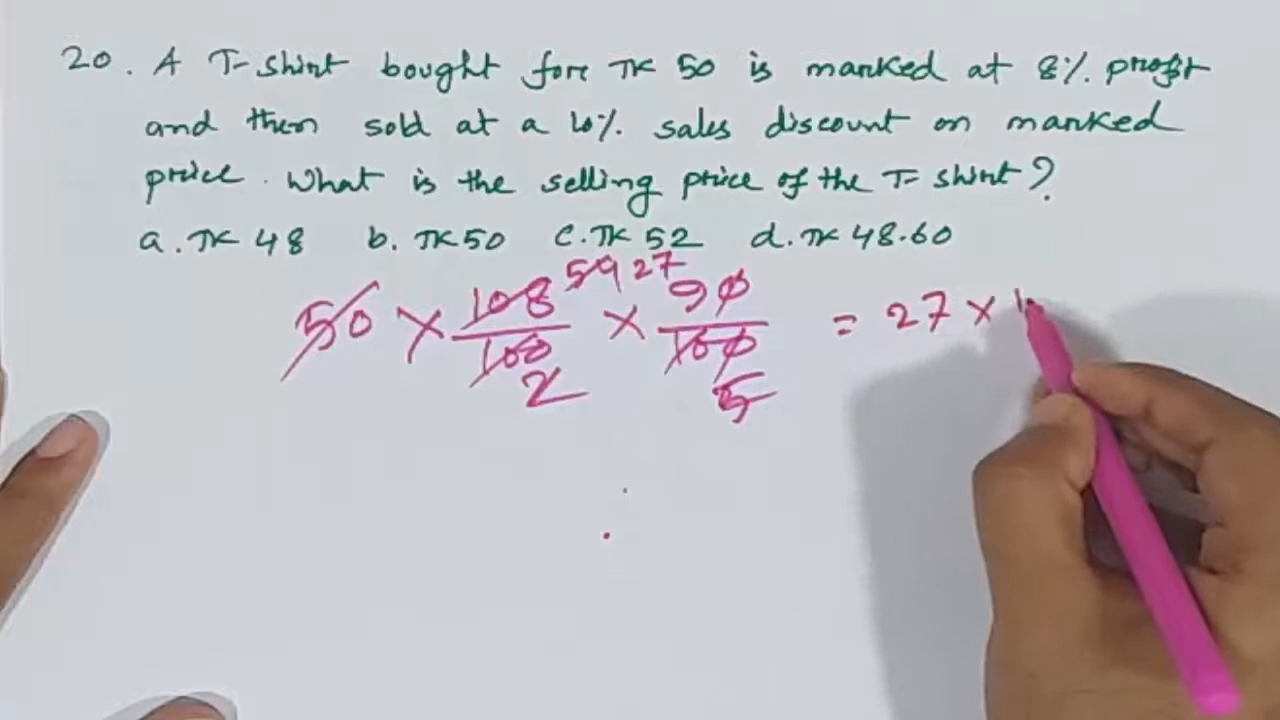 20. A T-shirt bought for TK 50 is marked at 8% profit
and then sold at a 10% sales discount on marked
price. What is the selling price of the T-shirt?
a. TK 48 b. TK 50 c. TK 52 d. TK 48.60
54 27
50 × 108/100 × 90/100 = 27 ×
2 5